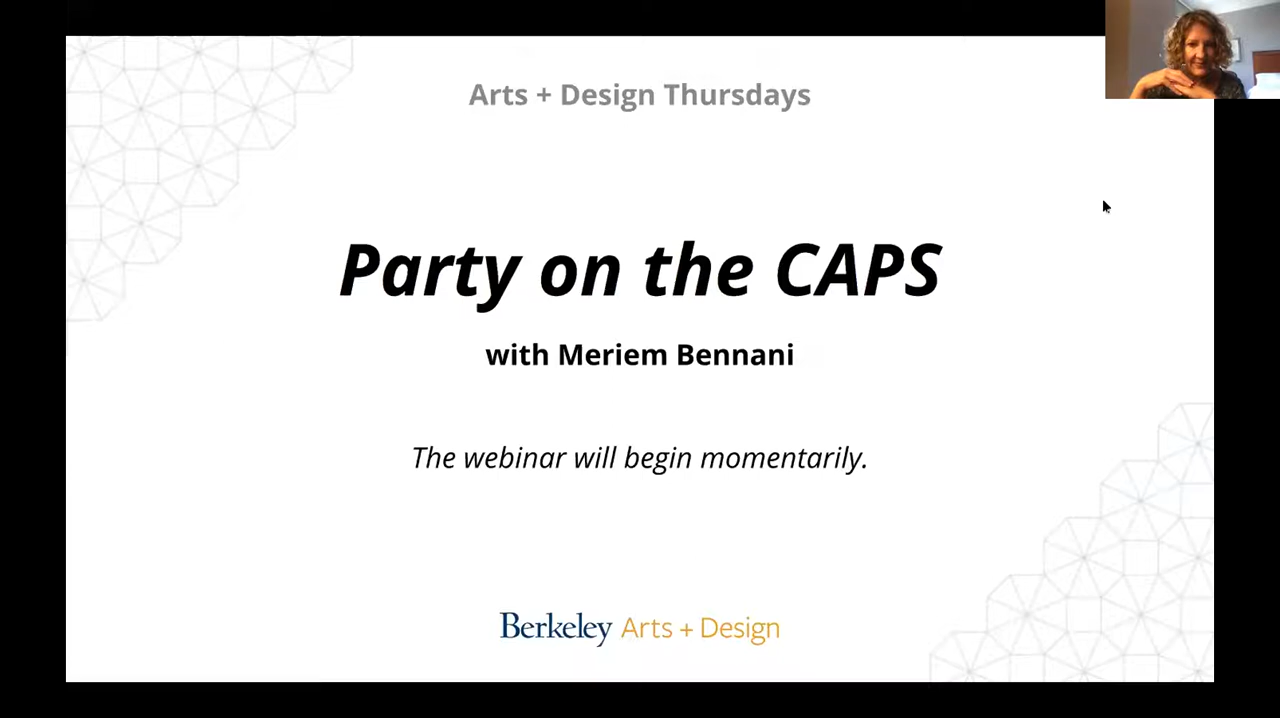 Arts + Design Thursdays
Party on the CAPS
with Meriem Bennani
The webinar will begin momentarily.
Berkeley Arts + Design